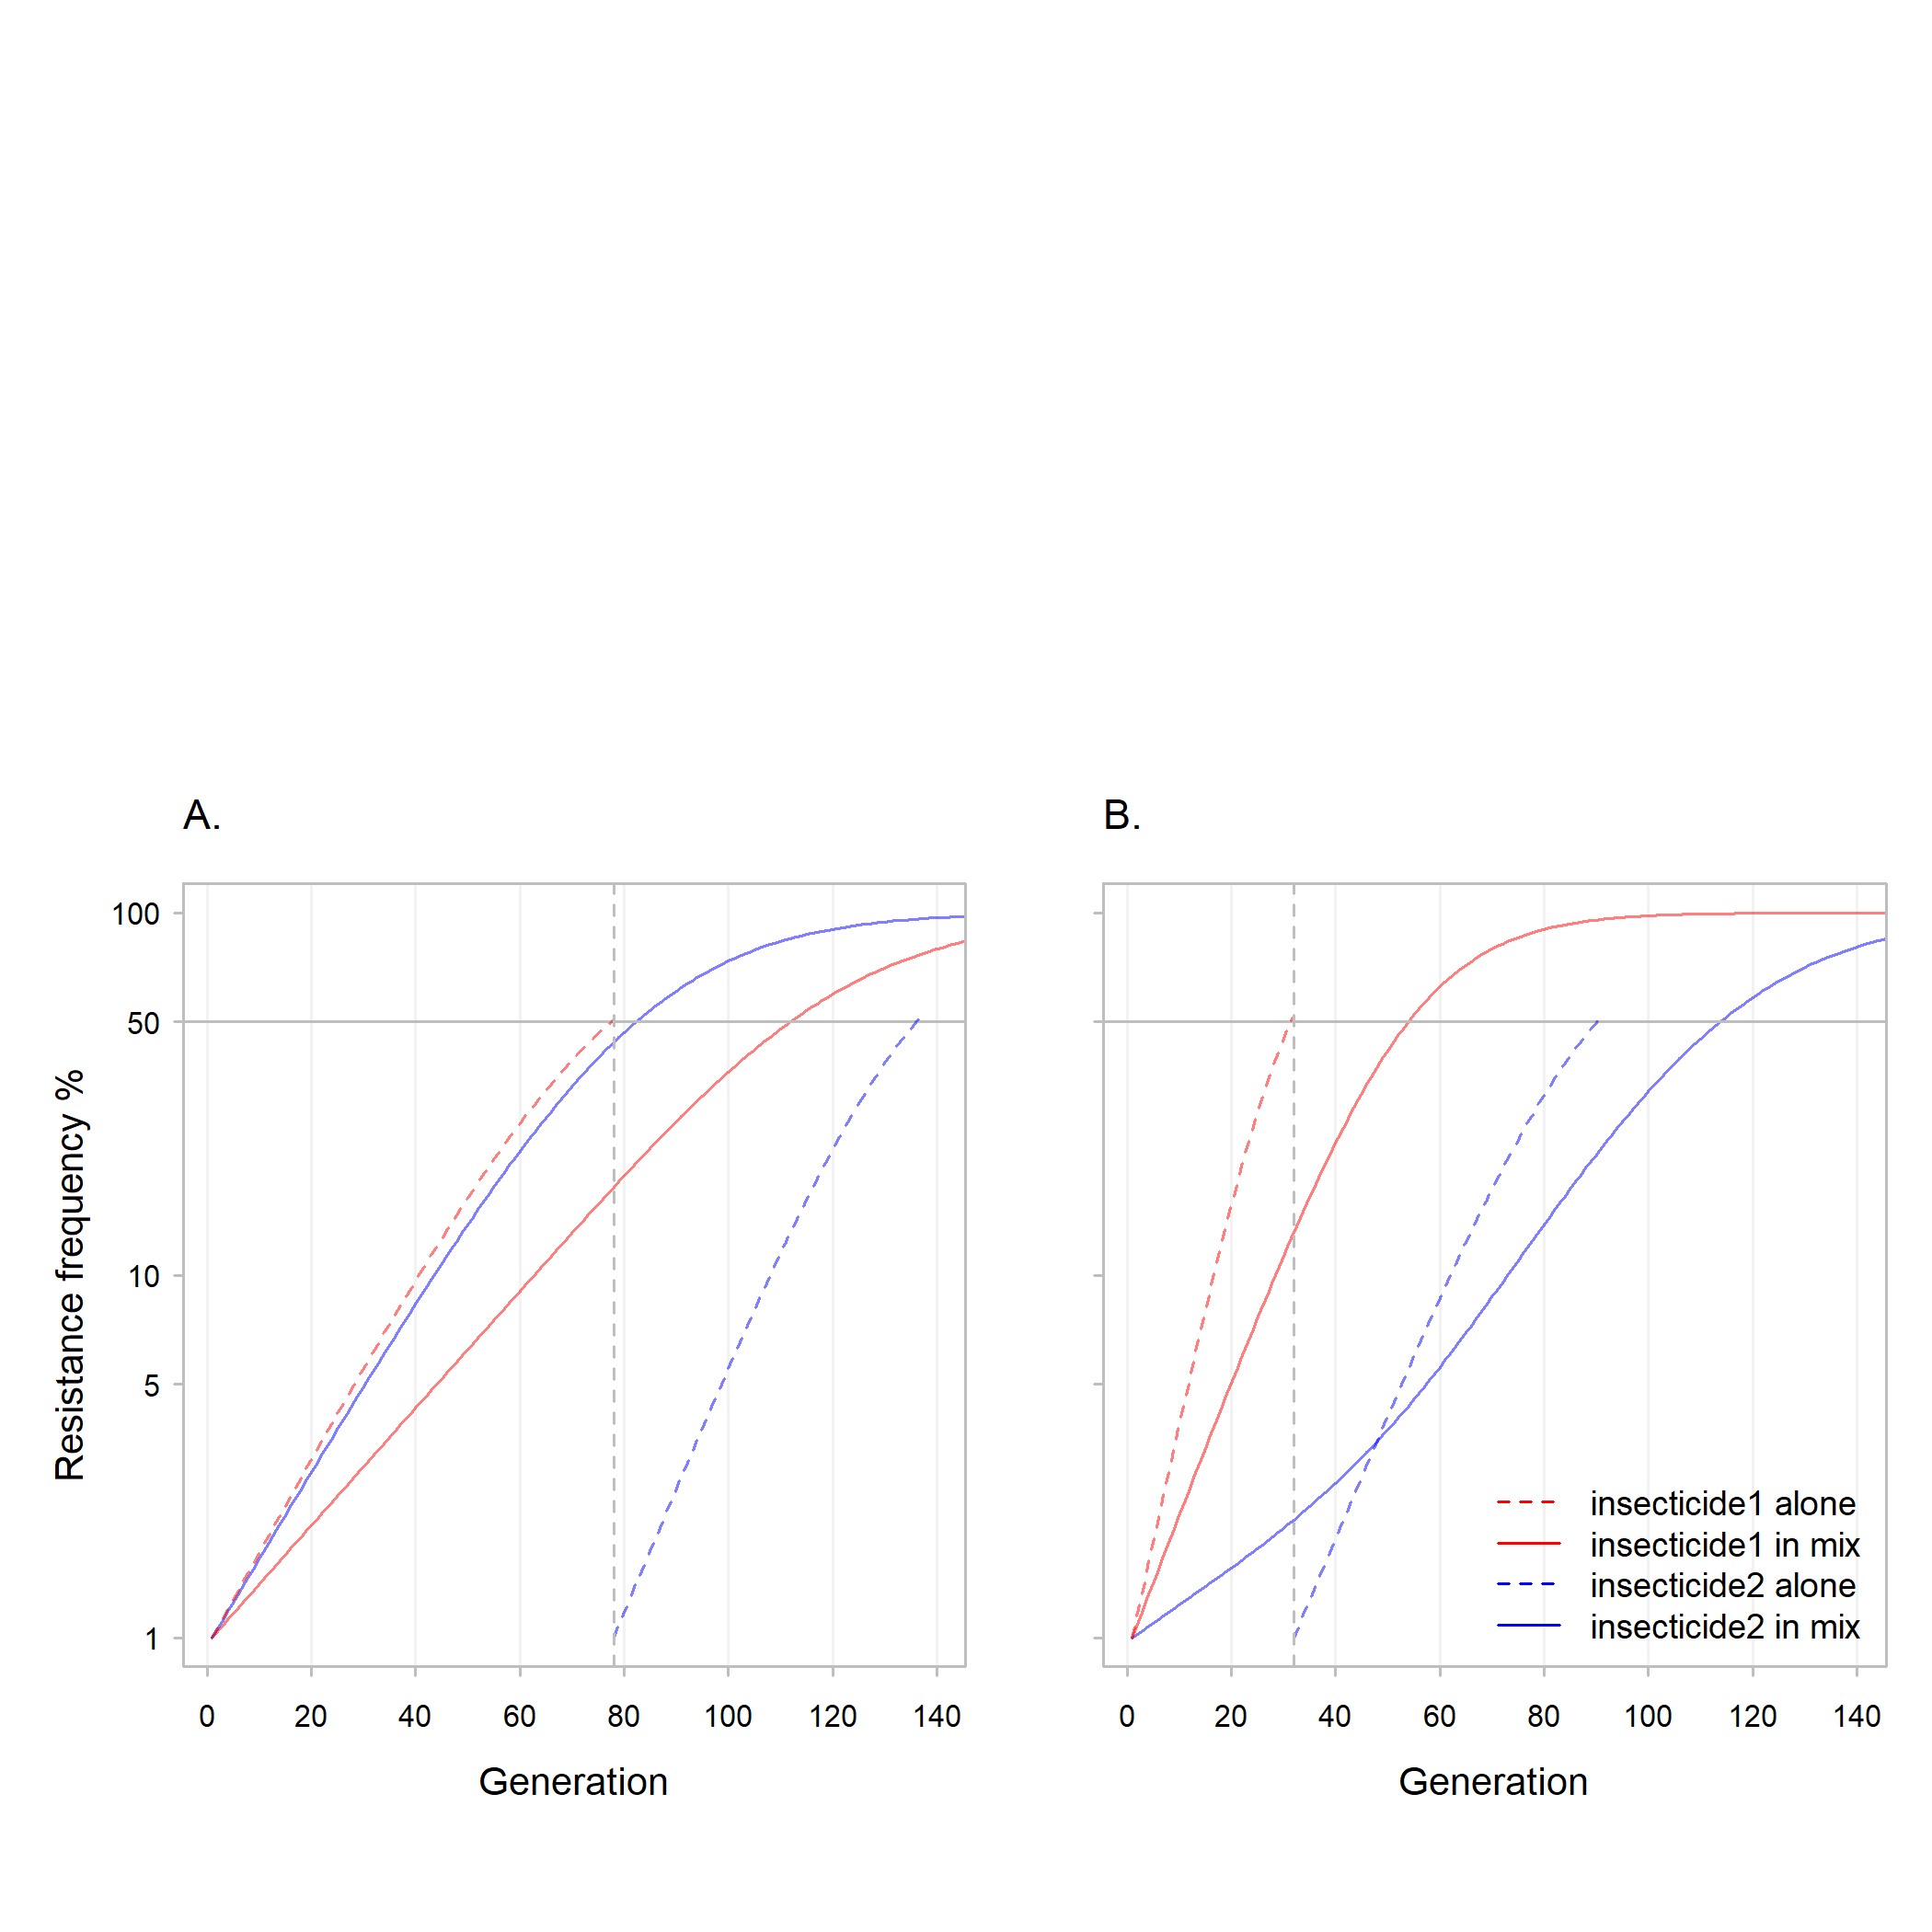 A.
B.
Resistance frequency %
100
50
10
5
1
0 20 40 60 80 100 120 140
Generation
insecticide1 alone
insecticide1 in mix
insecticide2 alone
insecticide2 in mix
0 20 40 60 80 100 120 140
Generation